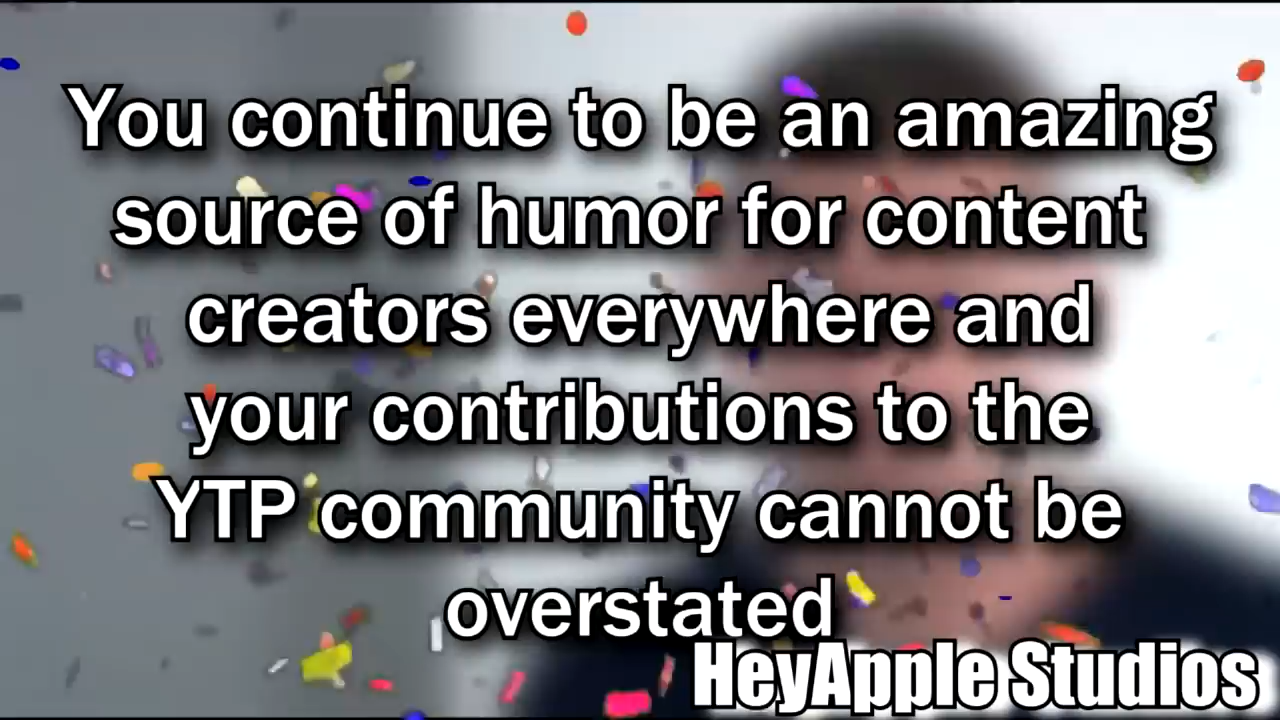 You continue to be an amazing
source of humor for content
creators everywhere and
your contributions to the
YTP community cannot be
overstated
HeyApple Studios